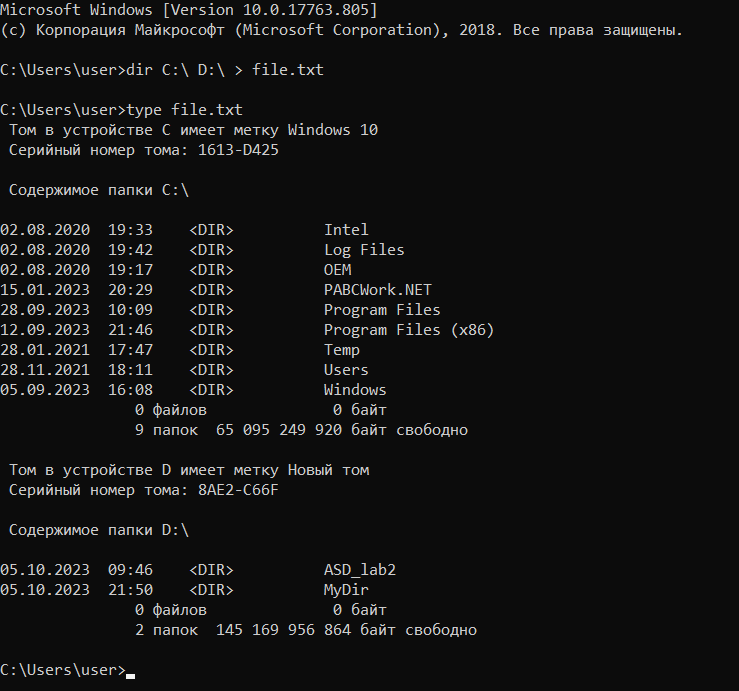 Microsoft Windows [Version 10.0.17763.805]
(c) Корпорация Майкрософт (Microsoft Corporation), 2018. Все права защищены.
C:\Users\user>dir C:\ D:\ > file.txt
C:\Users\user>type file.txt
Том в устройстве C имеет метку Windows 10
Серийный номер тома: 1613-D425
Содержимое папки C:\
02.08.2020  19:33    <DIR>          Intel
02.08.2020  19:42    <DIR>          Log Files
02.08.2020  19:17    <DIR>          OEM
15.01.2023  20:29    <DIR>          PABCWork.NET
28.09.2023  10:09    <DIR>          Program Files
12.09.2023  21:46    <DIR>          Program Files (x86)
28.01.2021  17:47    <DIR>          Temp
28.11.2021  18:11    <DIR>          Users
05.09.2023  16:08    <DIR>          Windows
0 файлов              0 байт
9 папок  65 095 249 920 байт свободно
Том в устройстве D имеет метку Новый том
Серийный номер тома: 8AE2-C66F
Содержимое папки D:\
05.10.2023  09:46    <DIR>          ASD_lab2
05.10.2023  21:50    <DIR>          MyDir
0 файлов              0 байт
2 папок  145 169 956 864 байт свободно
C:\Users\user>